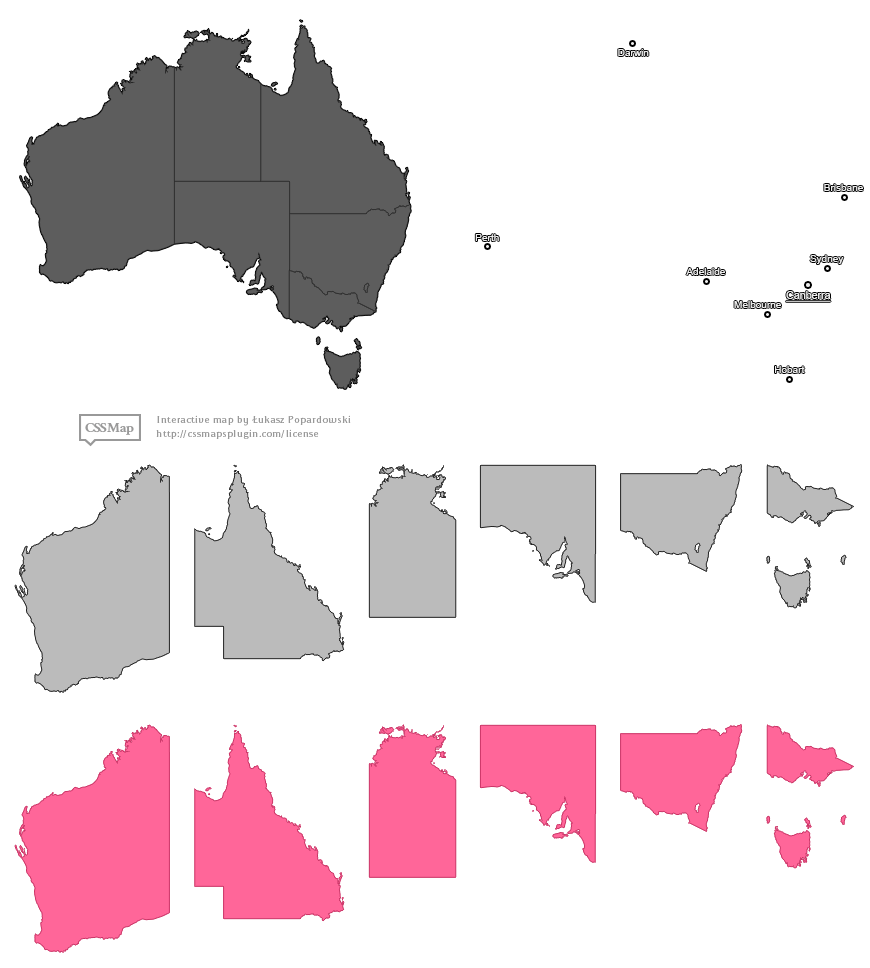 Darwin
Brisbane
Perth
Sydney
Adelaide
Canberra
Melbourne
Hobart
CSSMap
Interactive map by Łukasz Popardowski
http://cssmapsplugin.com/license